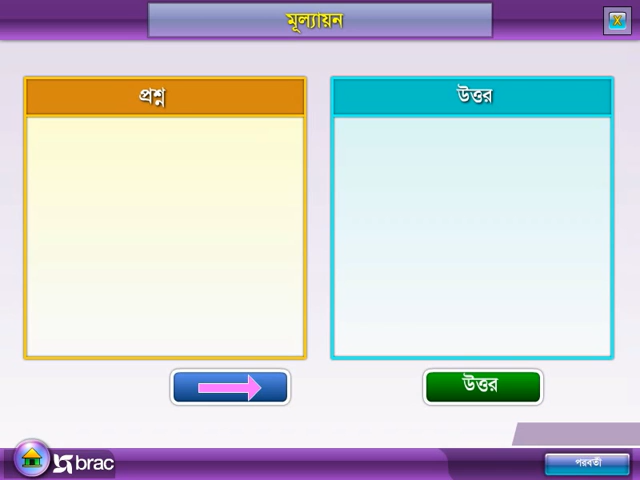 মূল্যায়ন
X
প্রশ্ন
উত্তর
উত্তর
brac
পরবর্তী